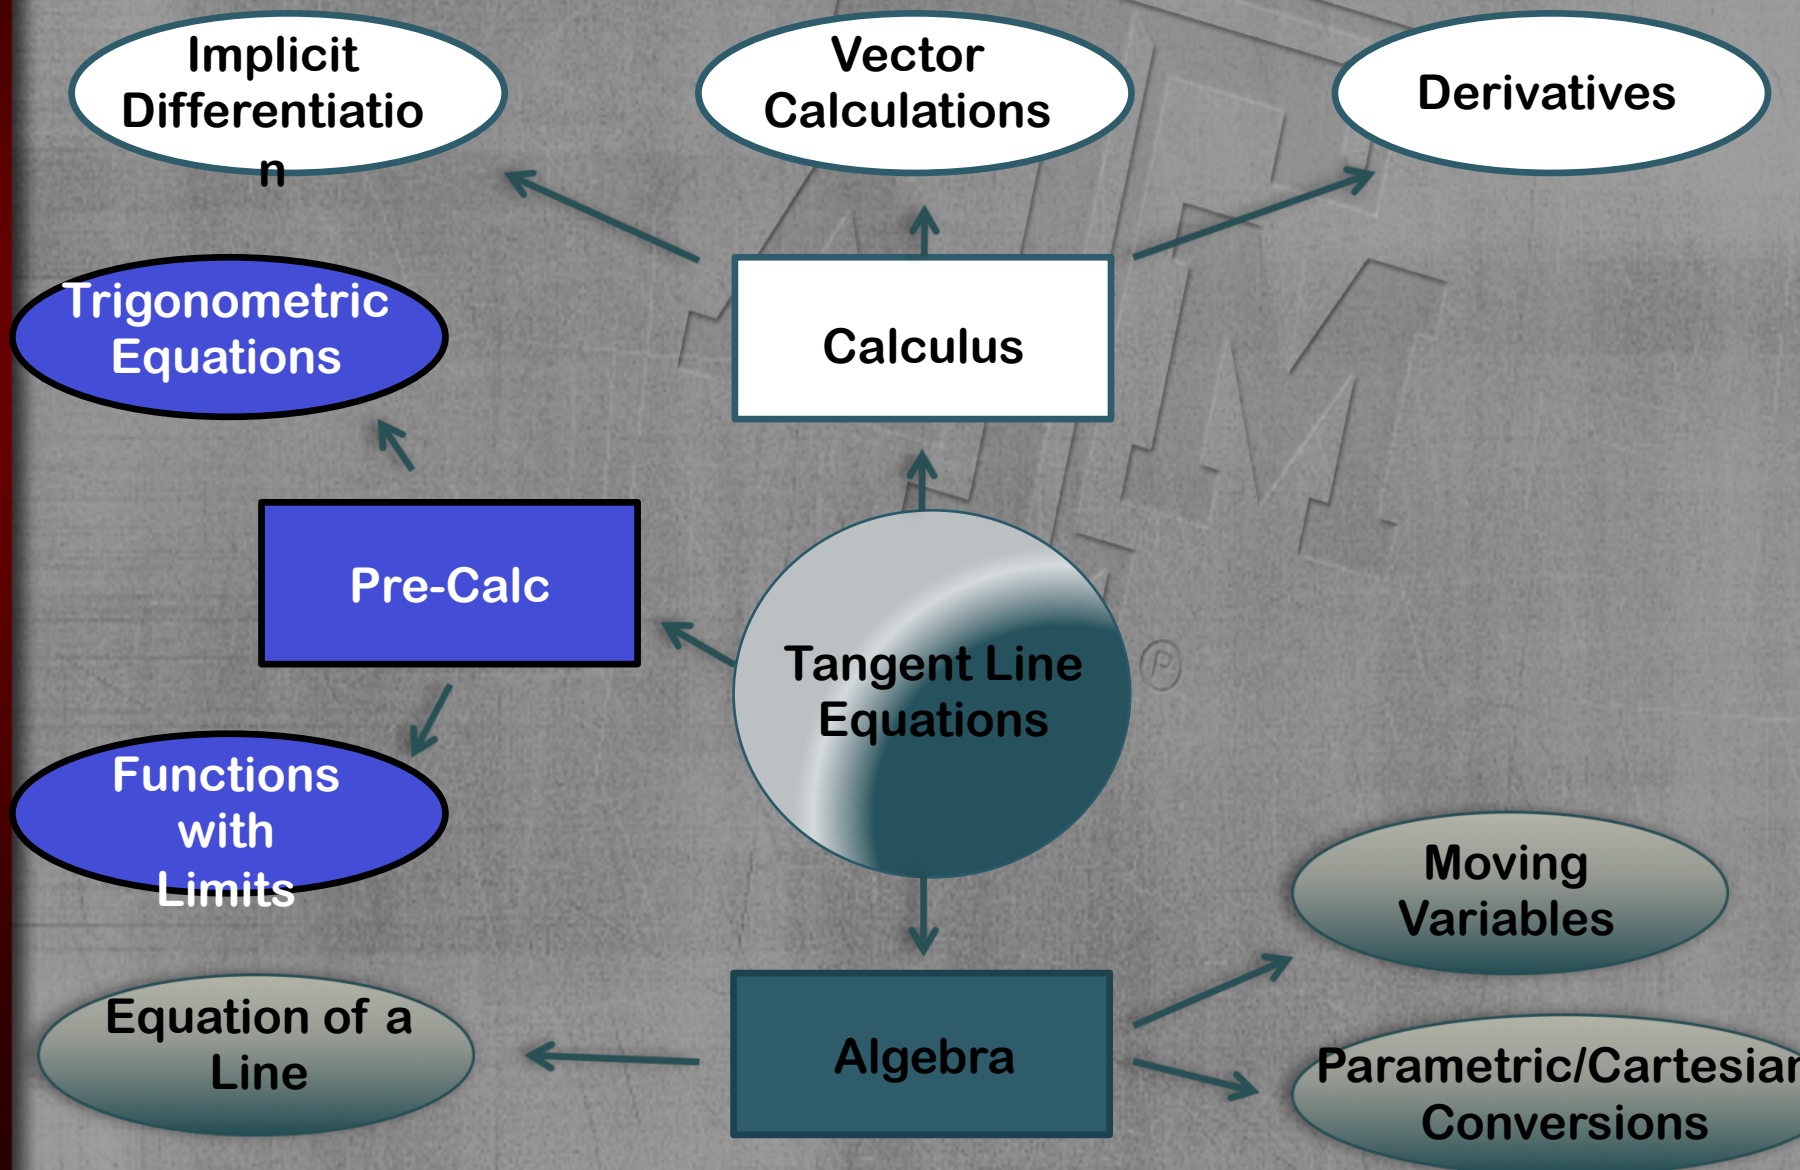 Implicit
Differentiatio
n
Vector
Calculations
Derivatives
Trigonometric
Equations
Calculus
Pre-Calc
Tangent Line
Equations
Functions
with
Limits
Moving
Variables
Equation of a
Line
Algebra
Parametric/Cartesian
Conversions
ATM